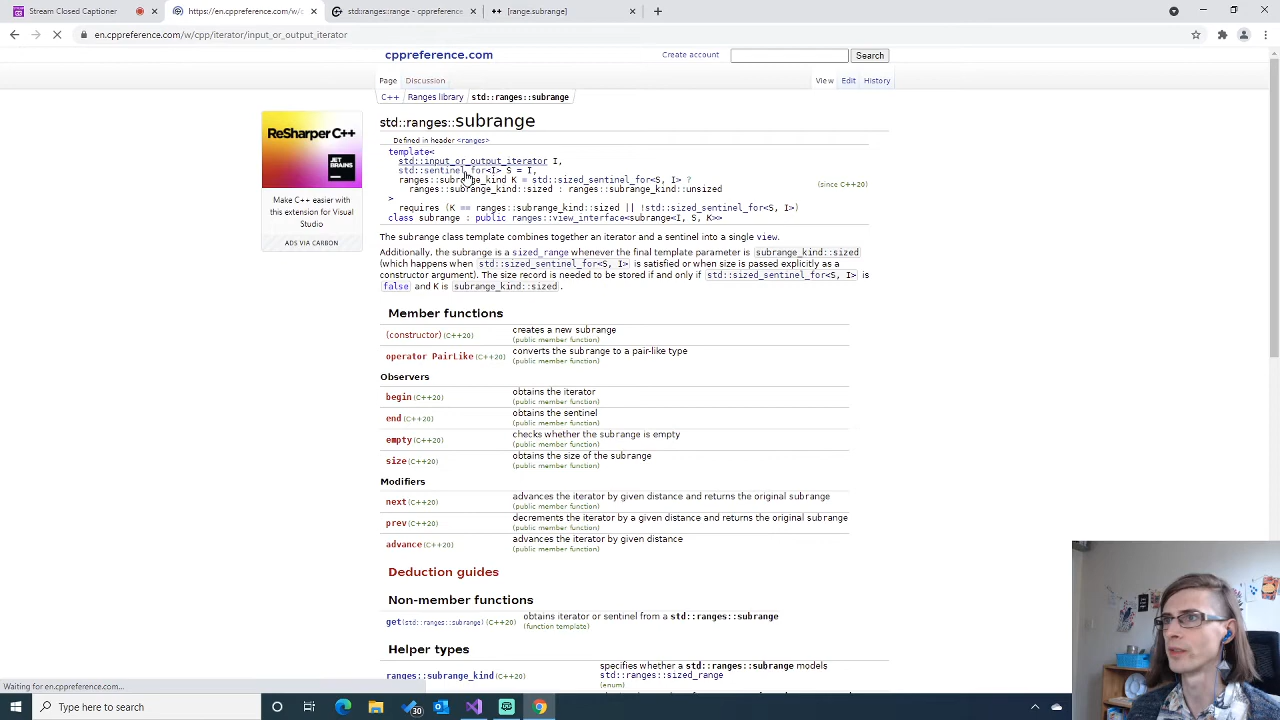 Stream Closed Captioner
https://en.cppreference.com/w/c
std::ranges::range - cppreference
[range.subrange]
en.cppreference.com/w/cpp/iterator/input_or_output_iterator
cppreference.com
Create account
Search
Page
Discussion
View
Edit
History
C++
Ranges library
std::ranges::subrange
std::ranges::subrange
Defined in header <ranges>
template<
std::input_or_output_iterator I,
std::sentinel_for<I> S = I,
ranges::subrange_kind K = std::sized_sentinel_for<S, I> ?
ranges::subrange_kind::sized : ranges::subrange_kind::unsized
>
requires (K == ranges::subrange_kind::sized || !std::sized_sentinel_for<S, I>)
class subrange : public ranges::view_interface<subrange<I, S, K>>
(since C++20)
ReSharper C++
JET
BRAINS
Make C++ easier with
this extension for Visual
Studio
ADS VIA CARBON
The subrange class template combines together an iterator and a sentinel into a single view.
Additionally, the subrange is a sized_range whenever the final template parameter is subrange_kind::sized
(which happens when std::sized_sentinel_for<S, I> is satisfied or when size is passed explicitly as a
constructor argument). The size record is needed to be stored if and only if std::sized_sentinel_for<S, I> is
false and K is subrange_kind::sized.
Member functions
(constructor) (C++20) creates a new subrange
(public member function)
operator PairLike (C++20) converts the subrange to a pair-like type
(public member function)
Observers
begin (C++20) obtains the iterator
(public member function)
end (C++20) obtains the sentinel
(public member function)
empty (C++20) checks whether the subrange is empty
(public member function)
size (C++20) obtains the size of the subrange
(public member function)
Modifiers
next (C++20) advances the iterator by given distance and returns the original subrange
(public member function)
prev (C++20) decrements the iterator by a given distance and returns the original subrange
(public member function)
advance (C++20) advances the iterator by given distance
(public member function)
Deduction guides
Non-member functions
get(std::ranges::subrange) (C++20) obtains iterator or sentinel from a std::ranges::subrange
(function template)
Helper types
ranges::subrange_kind (C++20) specifies whether a std::ranges::subrange models
std::ranges::sized_range
(enum)
Waiting for en.cppreference.com...
Type here to search
30